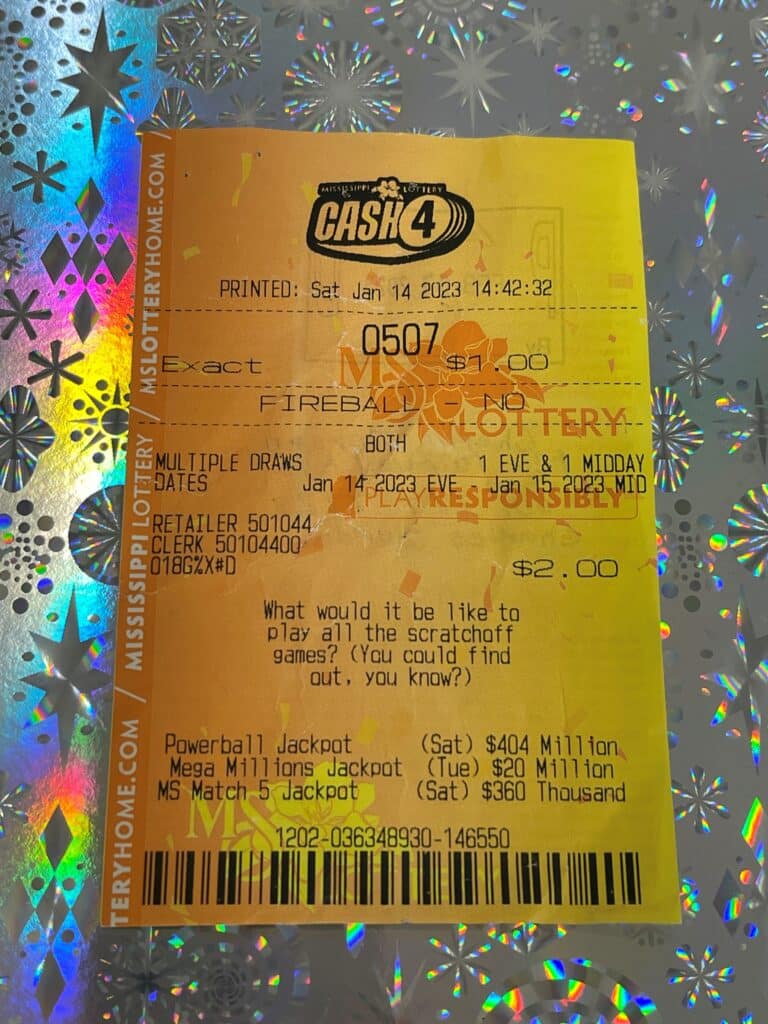 MISSISSIPPI LOTTERY
CASH 4
PRINTED: Sat Jan 14 2023 14:42:32
0507
Exact $1.00
FIREBALL - NO
MS LOTTERY
BOTH
MULTIPLE DRAWS 1 EVE & 1 MIDDAY
DATES Jan 14 2023 EVE - Jan 15 2023 MID
PLAY RESPONSIBLY
RETAILER 501044
CLERK 50104400
018G%X#D $2.00
What would it be like to
play all the scratchoff
games? (You could find
out, you know?)
Powerball Jackpot (Sat) $404 Million
Mega Millions Jackpot (Tue) $20 Million
MS Match 5 Jackpot (Sat) $360 Thousand
MS
1202-036348930-146550
TERYHOME.COM / MISSISSIPPI LOTTERY / MSLOTTERYHOME.COM /